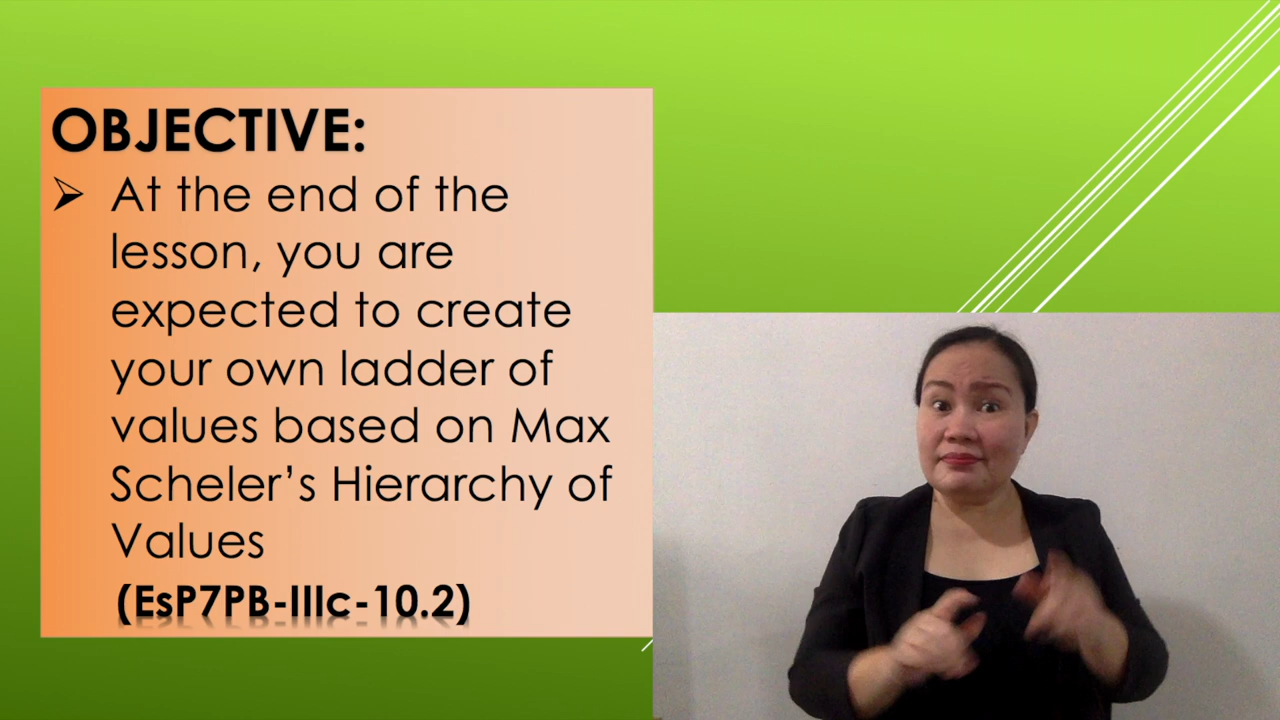 OBJECTIVE:
➢ At the end of the
lesson, you are
expected to create
your own ladder of
values based on Max
Scheler’s Hierarchy of
Values
(EsP7PB-IIIc-10.2)